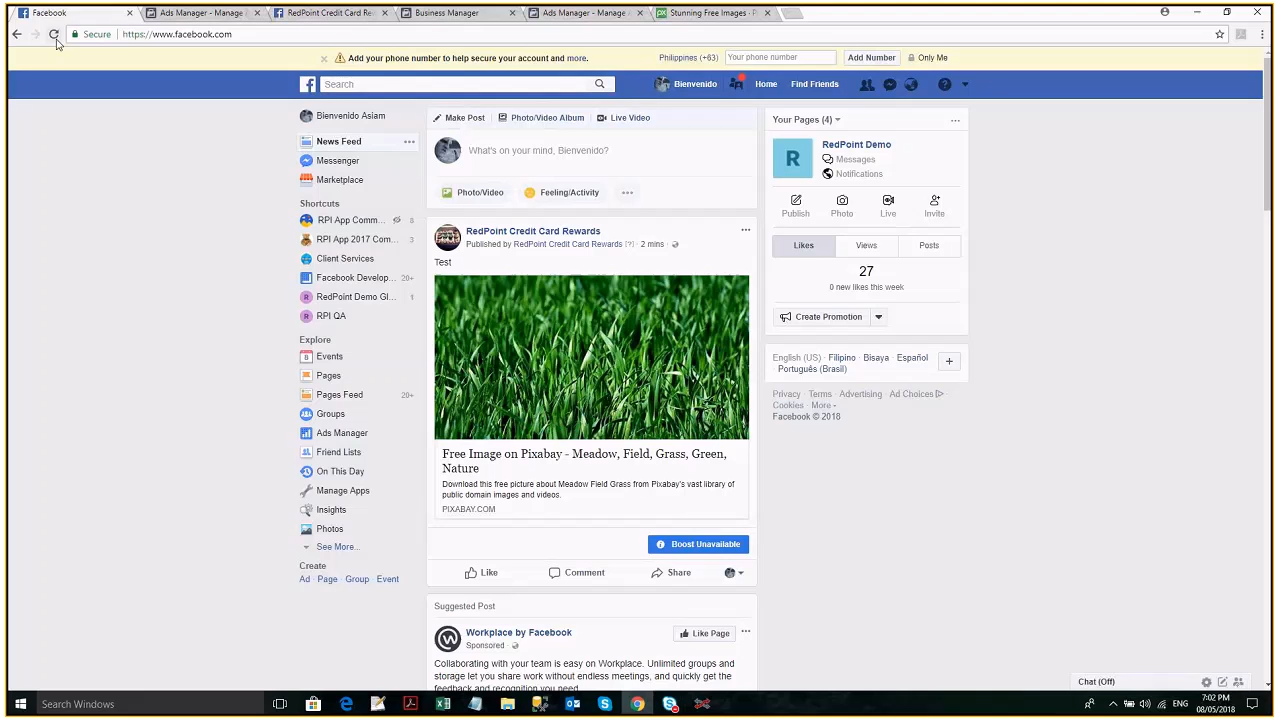 Facebook
Ads Manager - Manage
RedPoint Credit Card Re
Business Manager
Ads Manager - Manage
Stunning Free Images - P
Secure
https://www.facebook.com
Add your phone number to help secure your account and more.
Philippines (+63)
Your phone number
Add Number
Only Me
Search
Bienvenido
Home
Find Friends
Bienvenido Asiam
News Feed
Messenger
Marketplace
Shortcuts
RPI App Comm... 8
RPI App 2017 Com... 3
Client Services
Facebook Develop... 20+
RedPoint Demo Gl... 1
RPI QA
Explore
Events
Pages
Pages Feed 20+
Groups
Ads Manager
Friend Lists
On This Day
Manage Apps
Insights
Photos
See More...
Create
Ad · Page · Group · Event
Make Post
Photo/Video Album
Live Video
What's on your mind, Bienvenido?
Photo/Video
Feeling/Activity
RedPoint Credit Card Rewards
Published by RedPoint Credit Card Rewards [?] · 2 mins ·
Test
Free Image on Pixabay - Meadow, Field, Grass, Green,
Nature
Download this free picture about Meadow Field Grass from Pixabay's vast library of
public domain images and videos.
PIXABAY.COM
Boost Unavailable
Like
Comment
Share
Suggested Post
Workplace by Facebook
Sponsored ·
Like Page
Collaborating with your team is easy on Workplace. Unlimited groups and
storage let you share work without endless meetings, and quickly get the
feedback and recognition you need.
Your Pages (4)
R
RedPoint Demo
Messages
Notifications
Publish
Photo
Live
Invite
Likes
Views
Posts
27
0 new likes this week
Create Promotion
English (US) · Filipino · Bisaya · Español ·
Português (Brasil)
Privacy · Terms · Advertising · Ad Choices ·
Cookies · More
Facebook © 2018
Chat (Off)
Search Windows
ENG
7:02 PM
08/05/2018